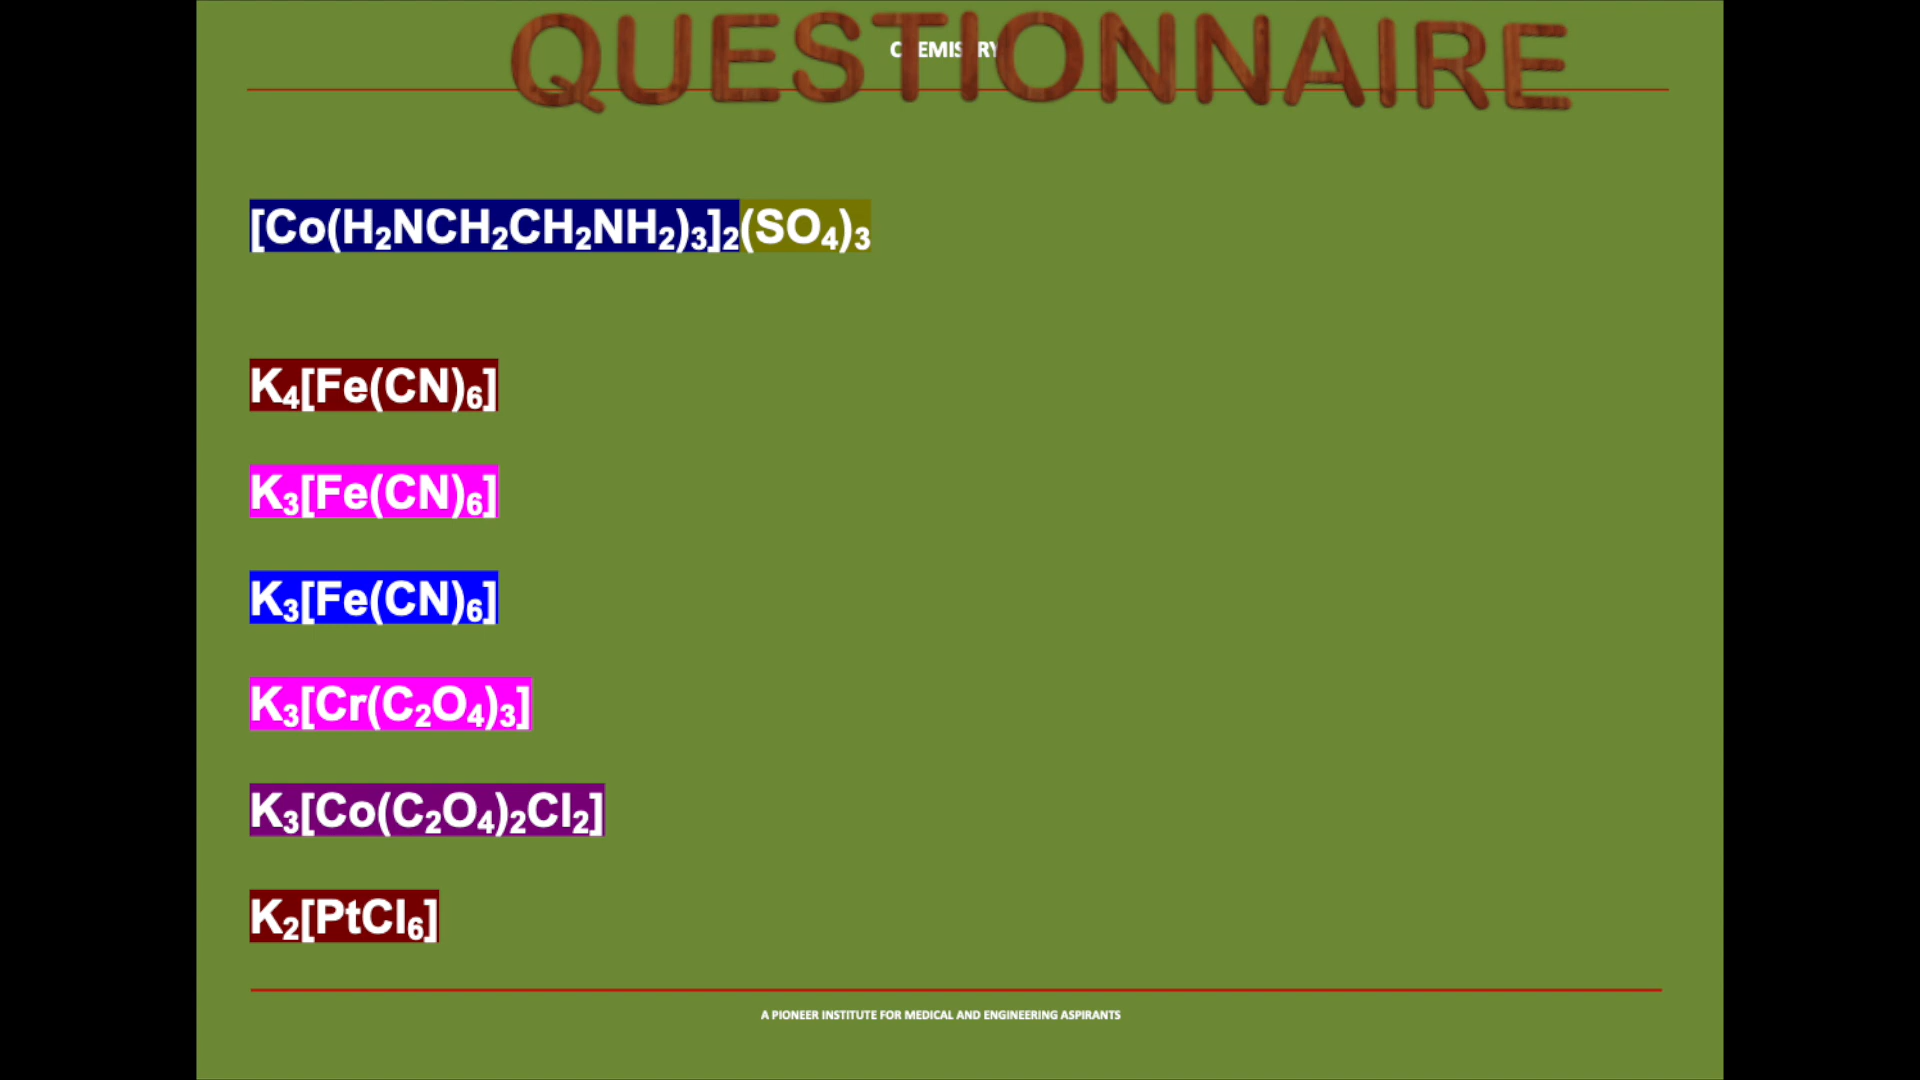 QUESTIONNAIRE
CHEMISTRY
[Co(H₂NCH₂CH₂NH₂)₃]₂(SO₄)₃
K₄[Fe(CN)₆]
K₃[Fe(CN)₆]
K₃[Fe(CN)₆]
K₃[Cr(C₂O₄)₃]
K₃[Co(C₂O₄)₂Cl₂]
K₂[PtCl₆]
A PIONEER INSTITUTE FOR MEDICAL AND ENGINEERING ASPIRANTS